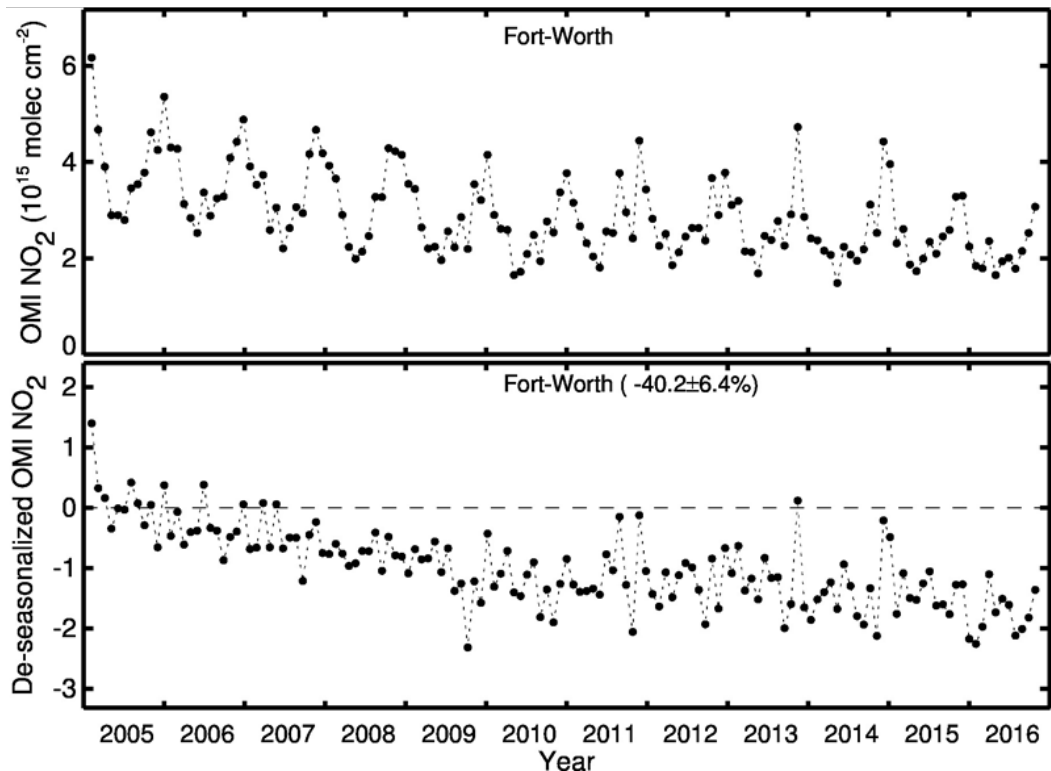 Fort-Worth
OMI NO2 (10^15 molec cm^-2)
6
4
2
0
Fort-Worth ( -40.2±6.4%)
De-seasonalized OMI NO2
2
1
0
-1
-2
-3
2005 2006 2007 2008 2009 2010 2011 2012 2013 2014 2015 2016
Year